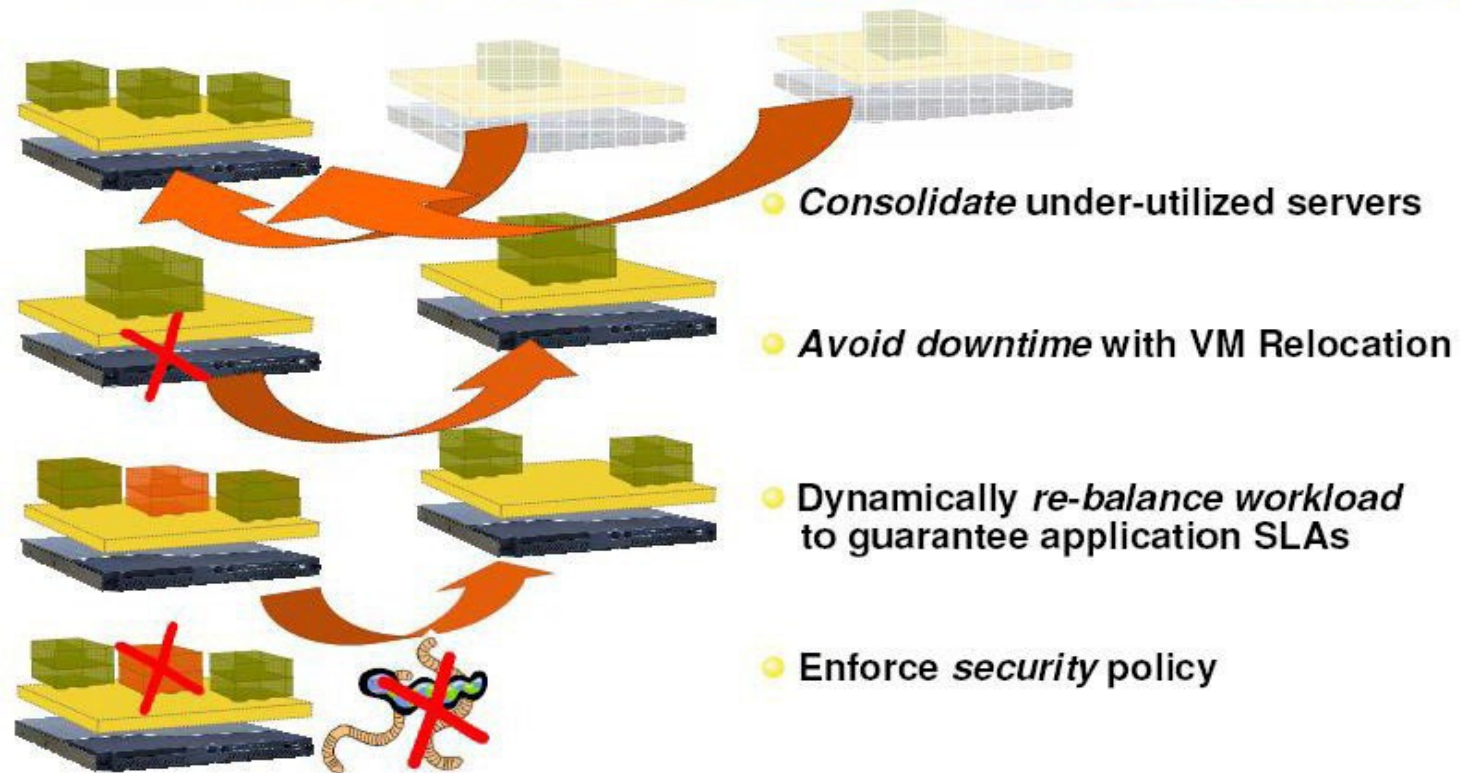 Consolidate under-utilized servers
Avoid downtime with VM Relocation
Dynamically re-balance workload
to guarantee application SLAs
Enforce security policy